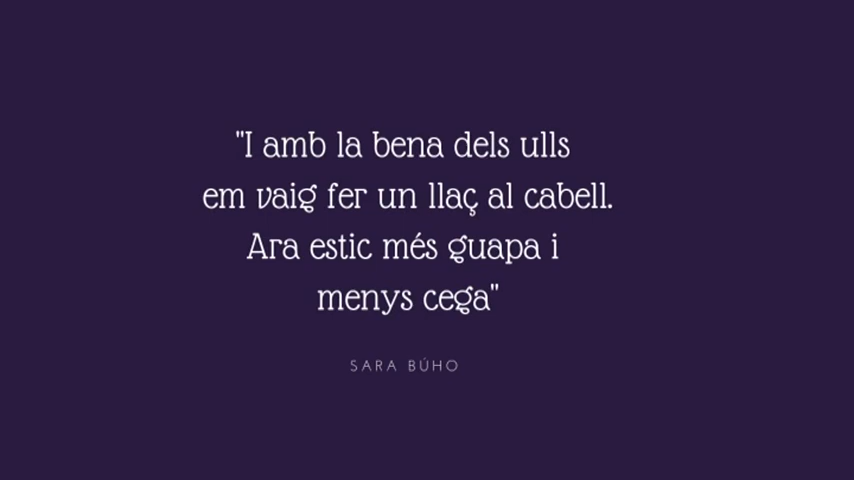 "I amb la bena dels ulls
em vaig fer un llaç al cabell.
Ara estic més guapa i
menys cega"
SARA BÚHO